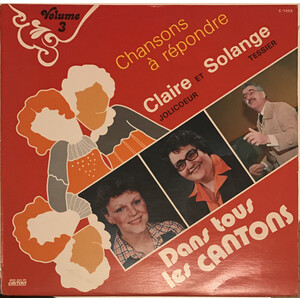 Volume
3
Chansons
à répondre
Claire ET Solange
JOLICOEUR
TESSIER
Dans tous
les CANTONS